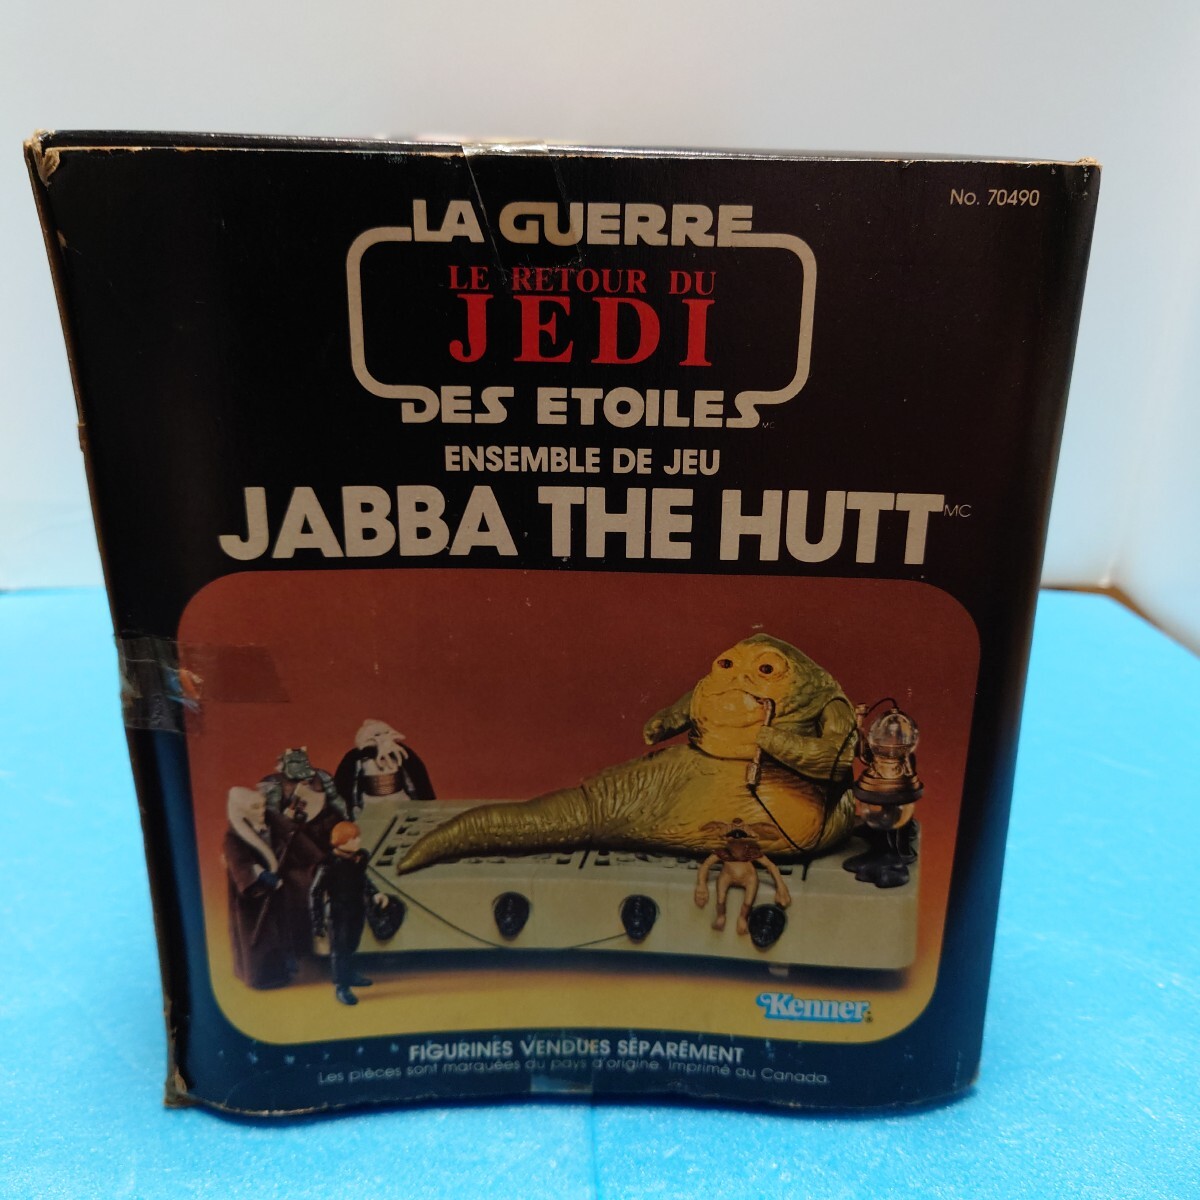 No. 70490
LA GUERRE
LE RETOUR DU
JEDI
DES ETOILES
MC
ENSEMBLE DE JEU
JABBA THE HUTT MC
Kenner
FIGURINES VENDUES SÉPARÉMENT
Les pièces sont marquées du pays d'origine. Imprimé au Canada.